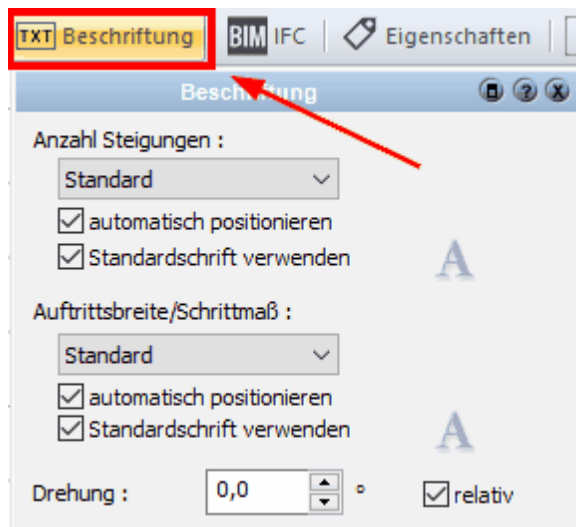 TXT Beschriftung BIM IFC Eigenschaften
Beschriftung
Anzahl Steigungen :
Standard
automatisch positionieren
Standardschrift verwenden
A
Auftrittsbreite/Schrittmaß :
Standard
automatisch positionieren
Standardschrift verwenden
A
Drehung : 0,0 ° relativ